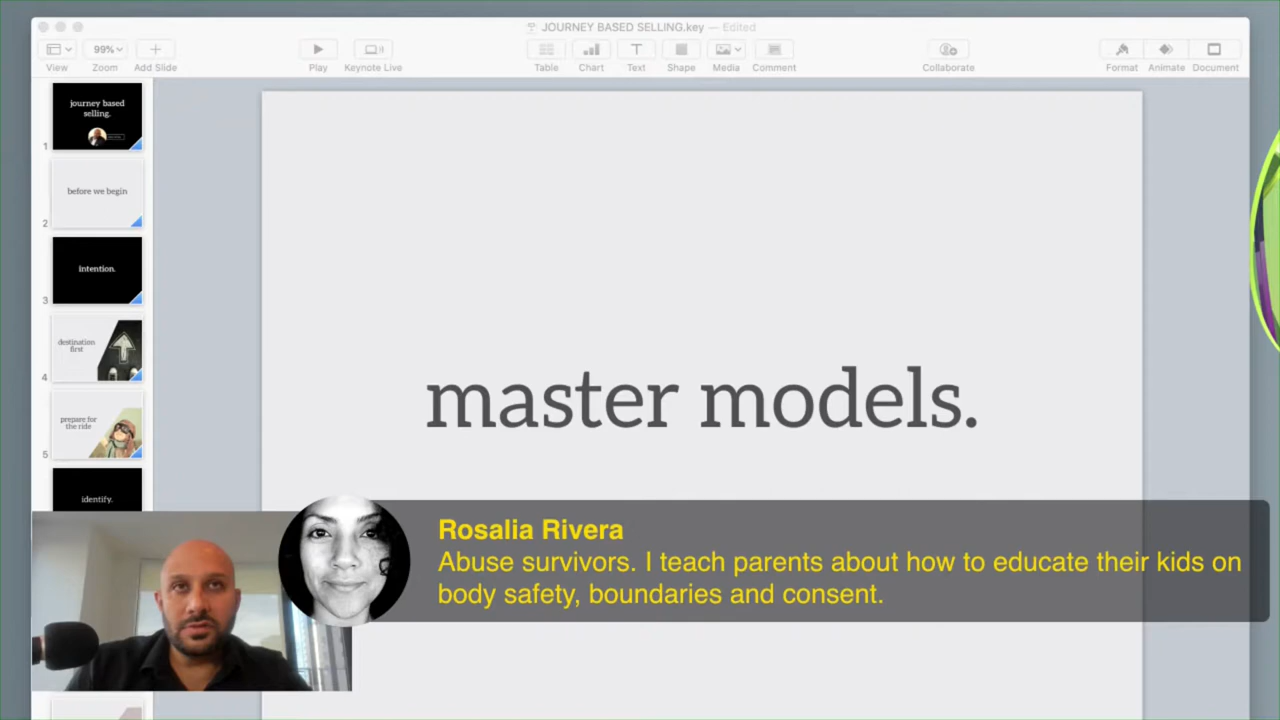 JOURNEY BASED SELLING.key — Edited
99%
View
Zoom
Add Slide
Play
Keynote Live
Table
Chart
Text
Shape
Media
Comment
Collaborate
Format
Animate
Document
journey based
selling.
1
before we begin
2
intention.
3
destination
first
4
prepare for
the ride
5
identify.
master models.
Rosalia Rivera
Abuse survivors. I teach parents about how to educate their kids on
body safety, boundaries and consent.